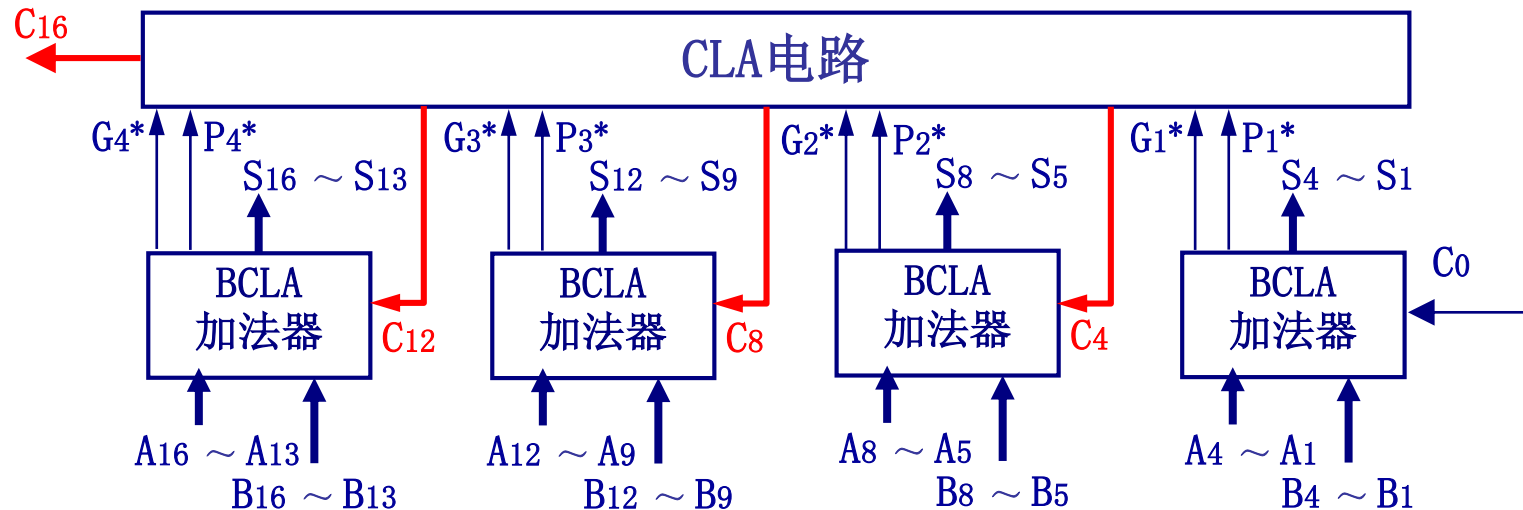 C16
CLA电路
G4* P4* G3* P3* G2* P2* G1* P1*
S16 ～ S13 S12 ～ S9 S8 ～ S5 S4 ～ S1
C0
BCLA BCLA BCLA BCLA
加法器 加法器 加法器 加法器
C12 C8 C4
A16 ～ A13 A12 ～ A9 A8 ～ A5 A4 ～ A1
B16 ～ B13 B12 ～ B9 B8 ～ B5 B4 ～ B1